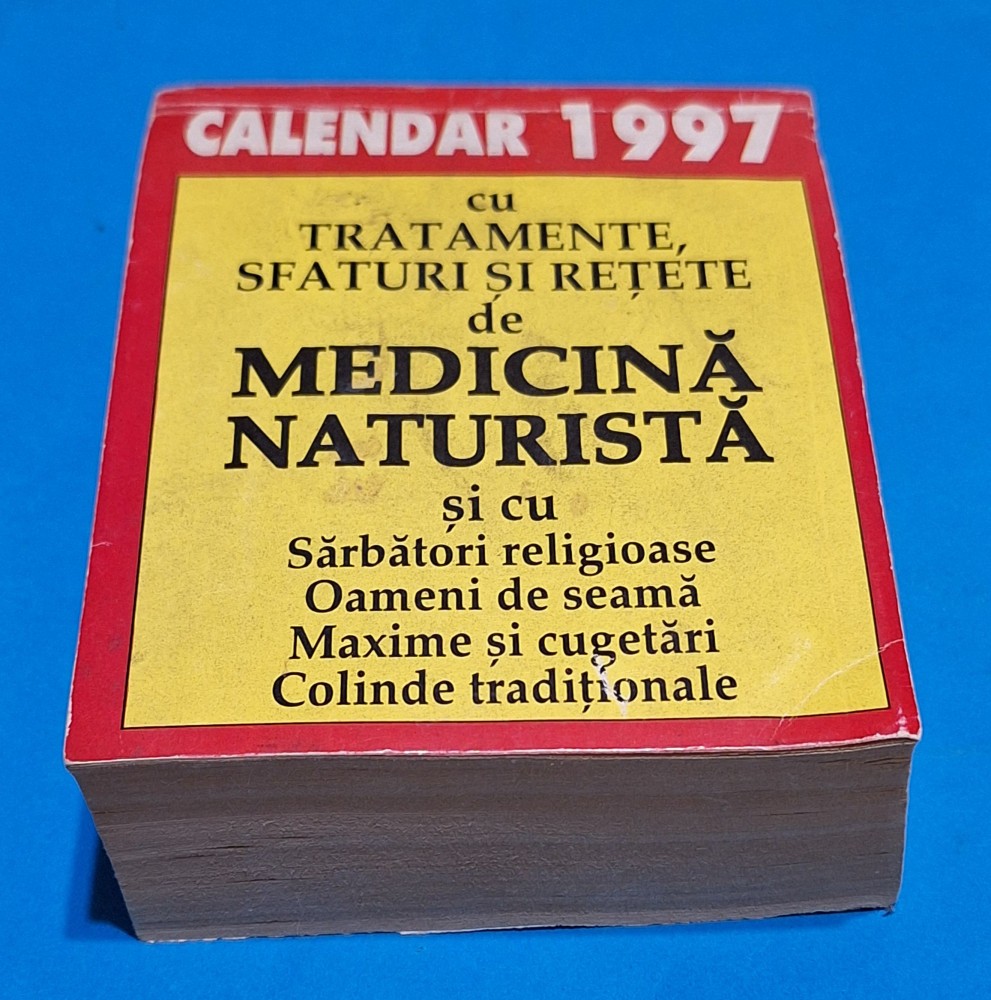 CALENDAR 1997
cu
TRATAMENTE,
SFATURI ȘI REȚETE
de
MEDICINĂ
NATURISTĂ
și cu
Sărbători religioase
Oameni de seamă
Maxime și cugetări
Colinde tradiționale